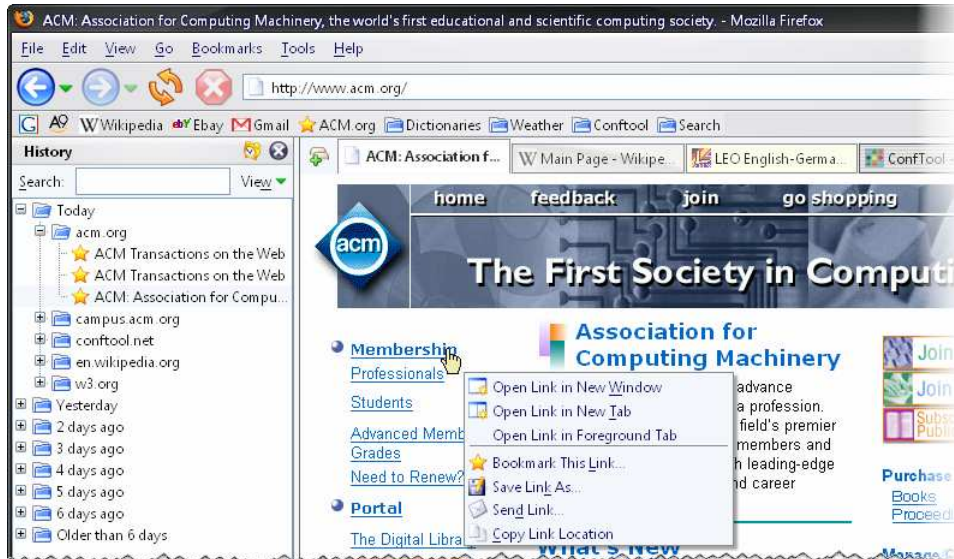 ACM: Association for Computing Machinery, the world's first educational and scientific computing society. - Mozilla Firefox
File Edit View Go Bookmarks Tools Help
http://www.acm.org/
G A9 W Wikipedia ebY Ebay M Gmail ACM.org Dictionaries Weather Conftool Search
History
Search: View
Today
acm.org
ACM Transactions on the Web
ACM Transactions on the Web
ACM: Association for Compu...
campus.acm.org
conftool.net
en.wikipedia.org
w3.org
Yesterday
2 days ago
3 days ago
4 days ago
5 days ago
6 days ago
Older than 6 days
ACM: Association f... W Main Page - Wikipe... LEO English-Germa... ConfTool -
home feedback join go shopping
acm
The First Society in Computi
Membership
Professionals
Students
Advanced Memb
Grades
Need to Renew?
Portal
The Digital Libra
Association for
Computing Machinery
advance
a profession.
field's premier
members and
h leading-edge
nd career
What's New
Open Link in New Window
Open Link in New Tab
Open Link in Foreground Tab
Bookmark This Link...
Save Link As...
Send Link...
Copy Link Location
Join
Join
Subsc
Publi
Purchase
Books
Proceedi
Manage